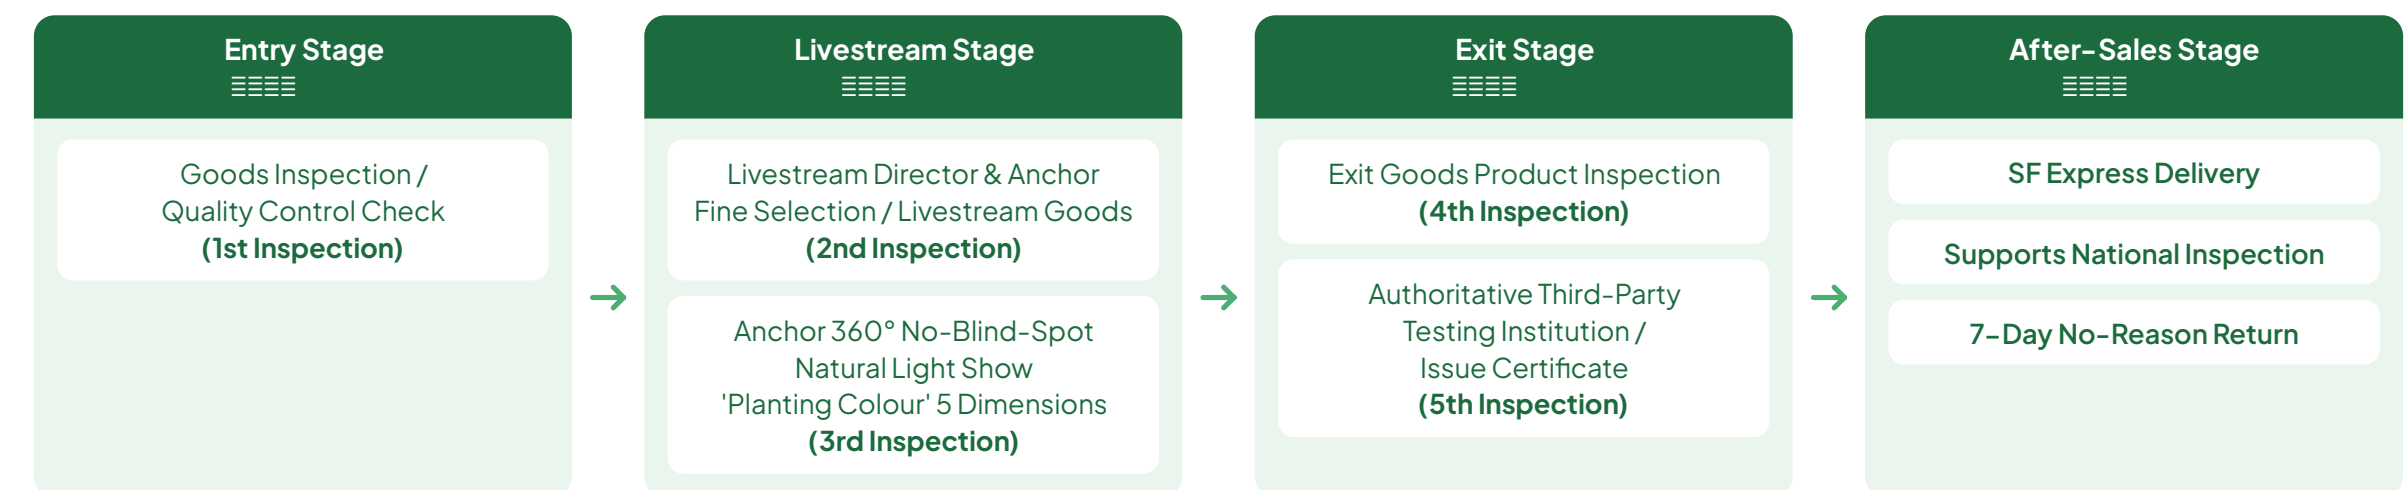 Entry Stage
Goods Inspection /
Quality Control Check
(1st Inspection)
Livestream Stage
Livestream Director & Anchor
Fine Selection / Livestream Goods
(2nd Inspection)
Anchor 360° No-Blind-Spot
Natural Light Show
'Planting Colour' 5 Dimensions
(3rd Inspection)
Exit Stage
Exit Goods Product Inspection
(4th Inspection)
Authoritative Third-Party
Testing Institution /
Issue Certificate
(5th Inspection)
After-Sales Stage
SF Express Delivery
Supports National Inspection
7-Day No-Reason Return